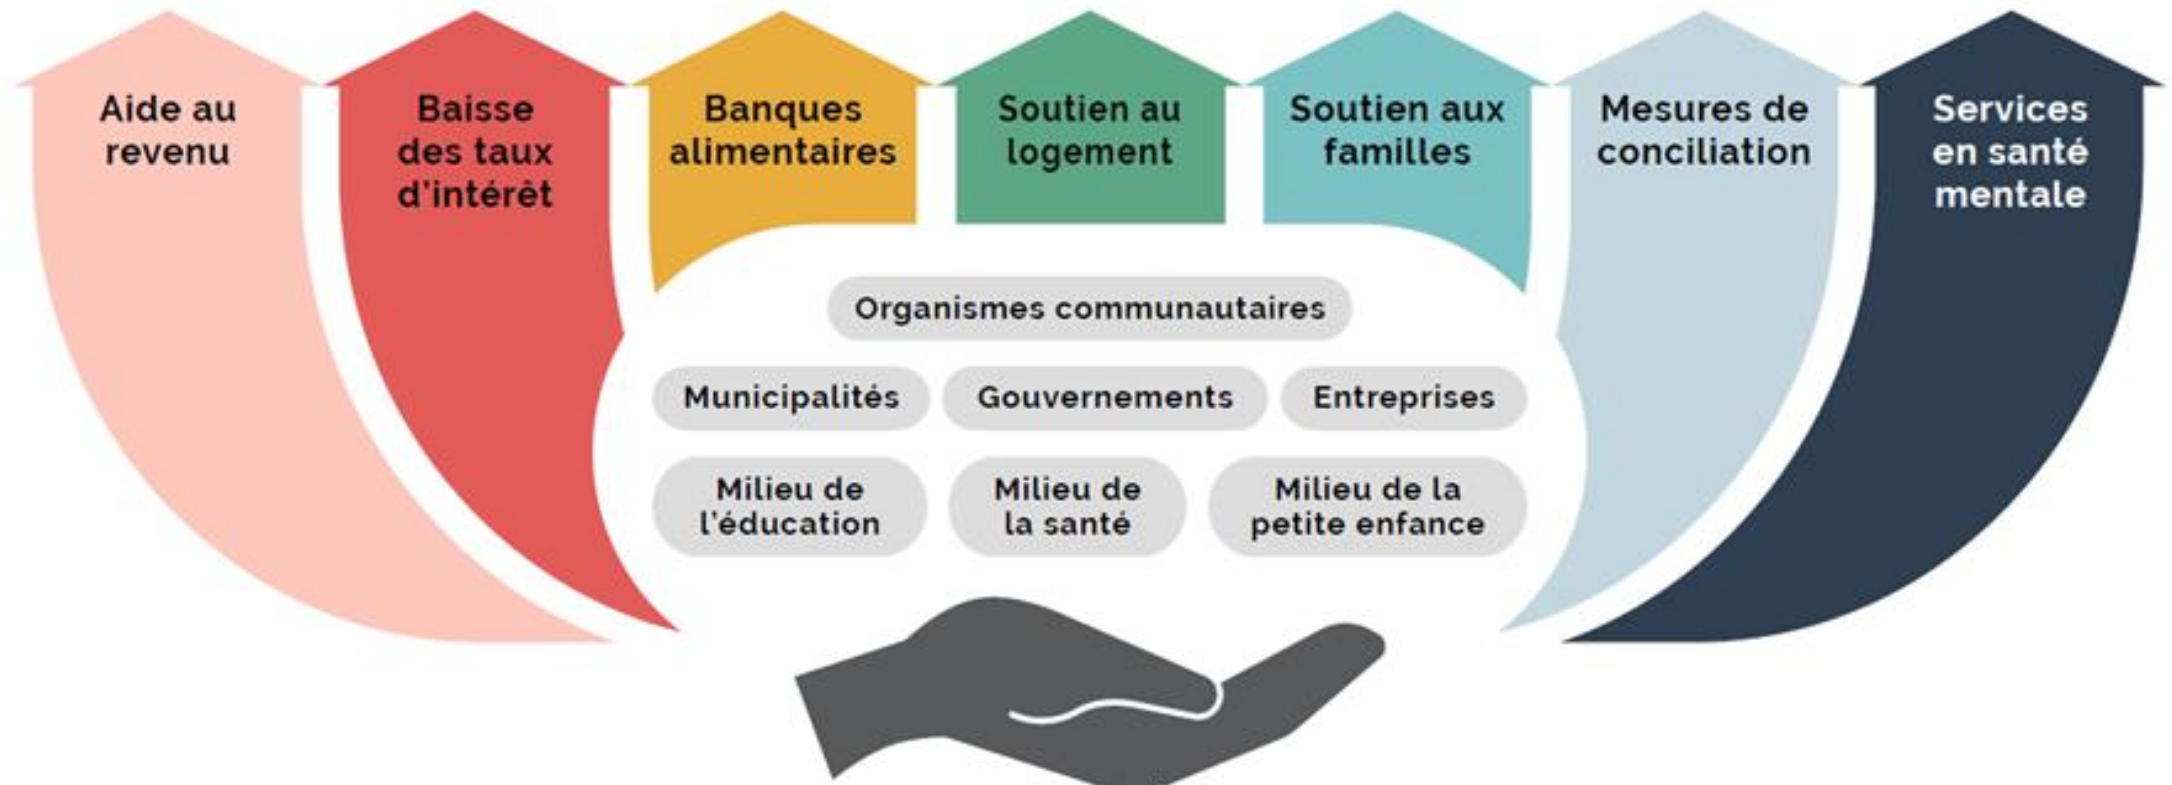 Aide au
revenu
Baisse
des taux
d'intérêt
Banques
alimentaires
Soutien au
logement
Soutien aux
familles
Mesures de
conciliation
Services
en santé
mentale
Organismes communautaires
Municipalités
Gouvernements
Entreprises
Milieu de
l'éducation
Milieu de
la santé
Milieu de la
petite enfance